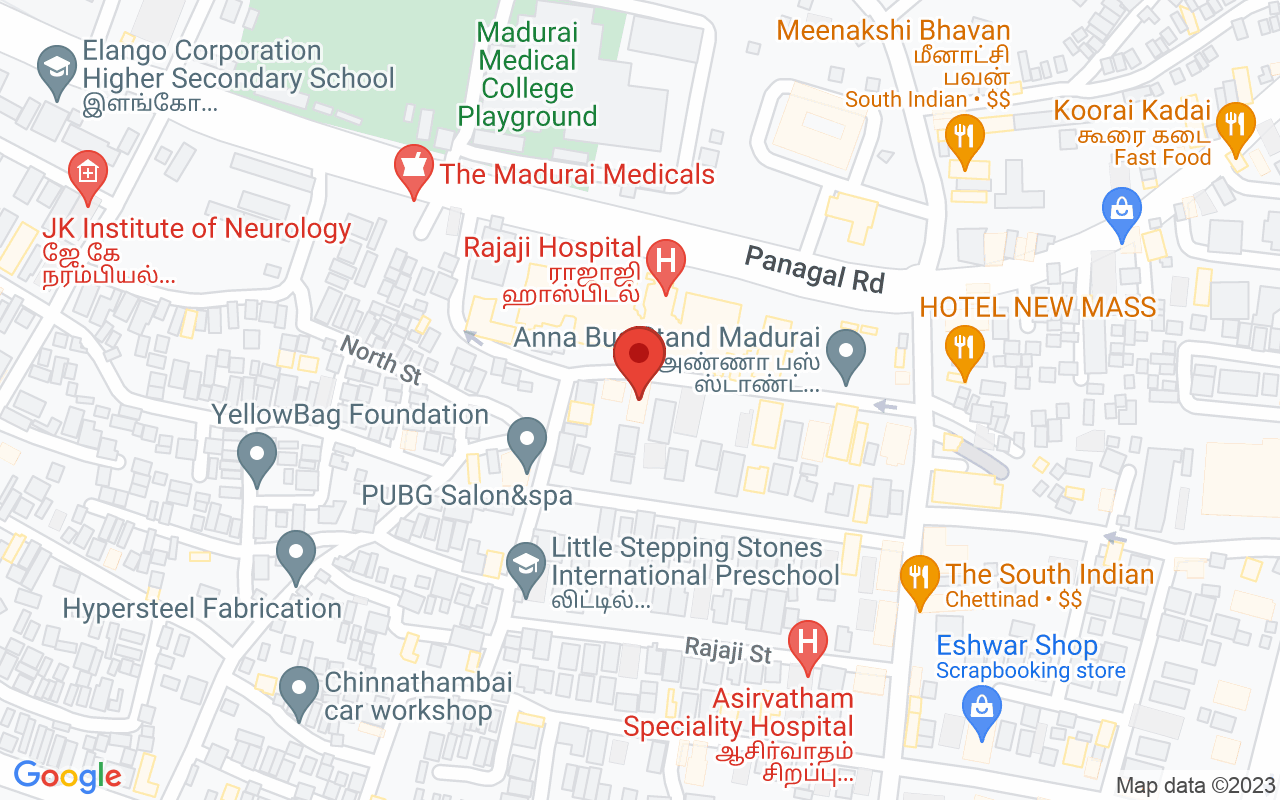 Elango Corporation
Higher Secondary School
இளங்கோ...
Madurai
Medical
College
Playground
Meenakshi Bhavan
மீனாட்சி
பவன்
South Indian • $$
Koorai Kadai
கூரை கடை
Fast Food
The Madurai Medicals
JK Institute of Neurology
ஜே கே
நரம்பியல்...
Rajaji Hospital
ராஜாஜி
ஹாஸ்பிடல்
Panagal Rd
HOTEL NEW MASS
Anna Bus Stand Madurai
அண்ணா பஸ்
ஸ்டாண்ட்...
North St
YellowBag Foundation
PUBG Salon&spa
Little Stepping Stones
International Preschool
லிட்டில்...
The South Indian
Chettinad • $$
Hypersteel Fabrication
Rajaji St
Eshwar Shop
Scrapbooking store
Chinnathambai
car workshop
Asirvatham
Speciality Hospital
ஆசிர்வாதம்
சிறப்பு...
Google
Map data ©2023